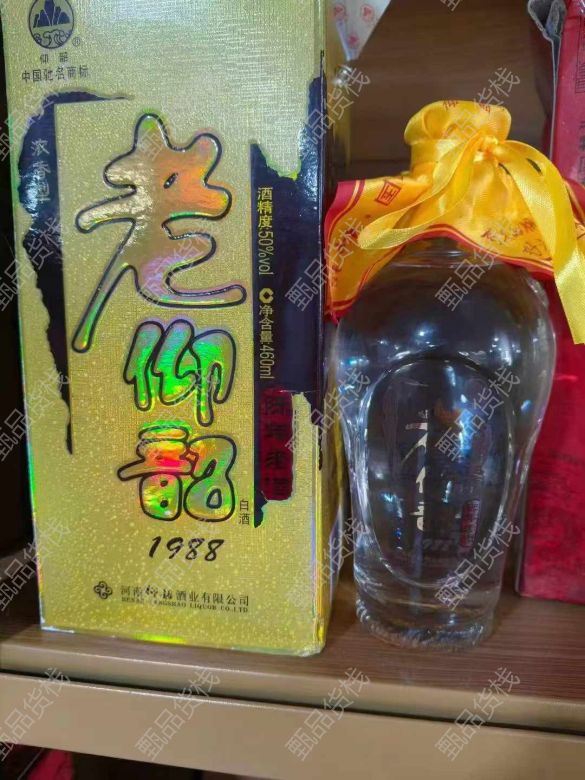 仰韶
中国驰名商标
浓香型
老仰韶
酒精度50%vol
净含量460ml
白酒
1988
河南仰韶酒业有限公司
HENAN YANGSHAO LIQUOR CO.,LTD
甄品货栈